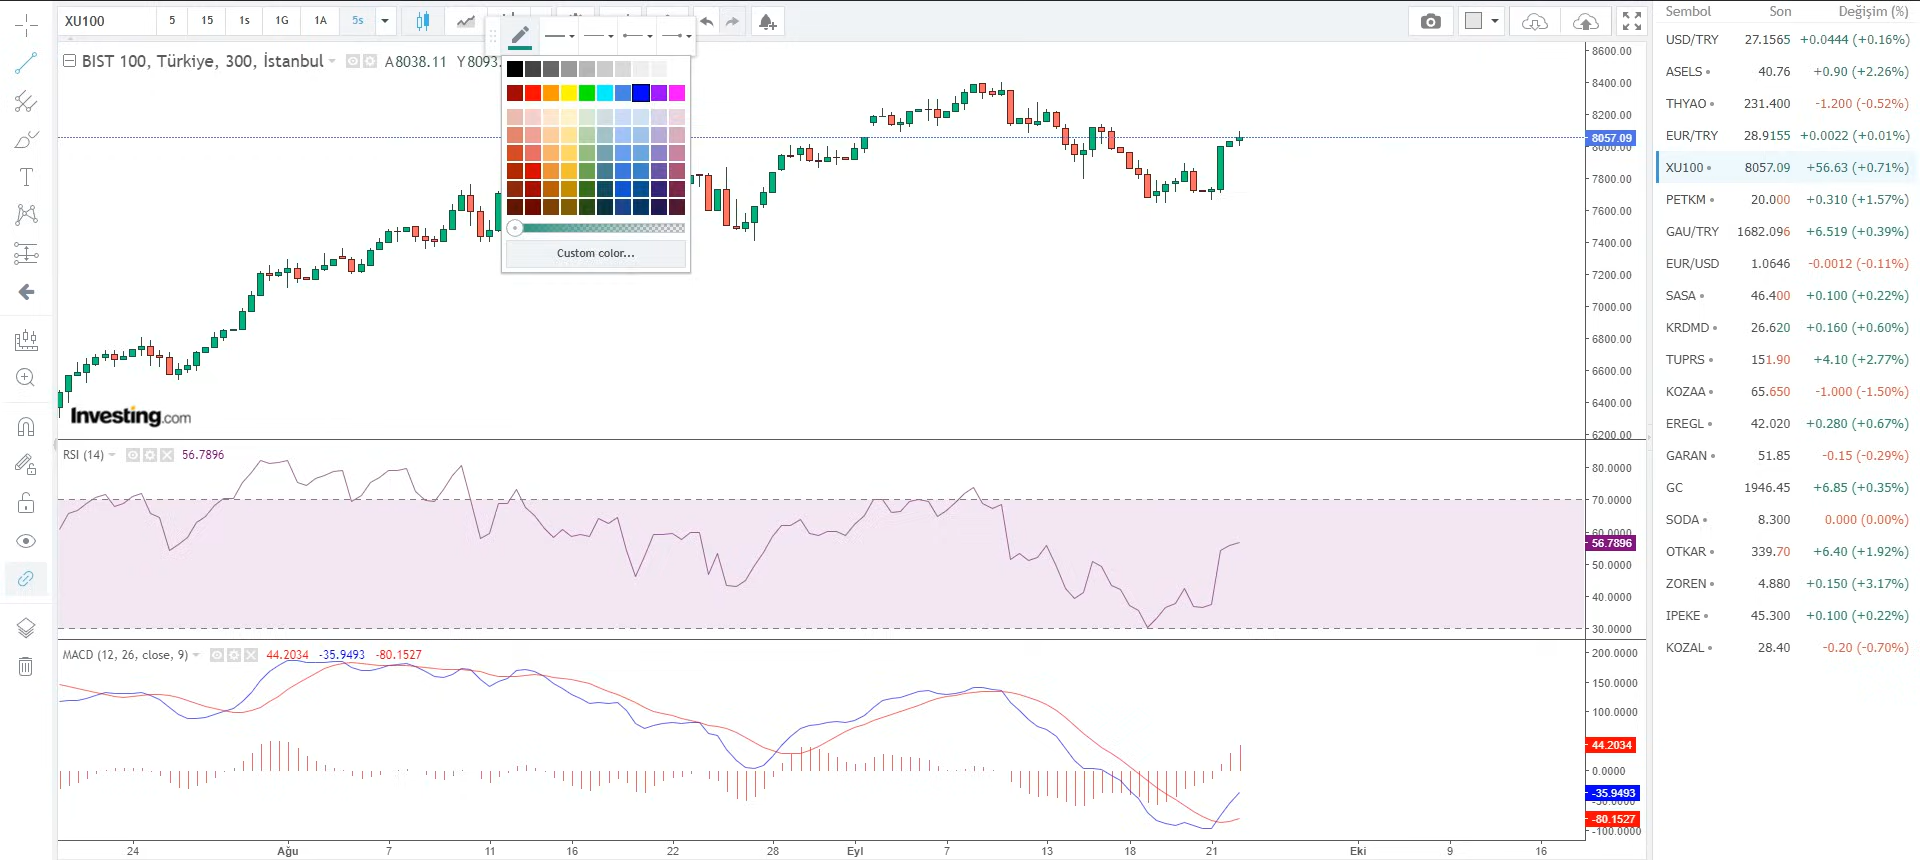 XU100 5 15 1s 1G 1A 5s
BIST 100, Türkiye, 300, İstanbul A8038.11 Y8093.
Custom color...
Investing.com
8600.00
8400.00
8200.00
8057.09
8000.00
7800.00
7600.00
7400.00
7200.00
7000.00
6800.00
6600.00
6400.00
6200.00
RSI (14) 56.7896
80.0000
70.0000
60.0000
56.7896
50.0000
40.0000
30.0000
MACD (12, 26, close, 9) 44.2034 -35.9493 -80.1527
200.0000
150.0000
100.0000
44.2034
0.0000
-35.9493
-50.0000
-80.1527
-100.0000
24 Ağu 7 11 16 22 28 Eyl 7 13 18 21 Eki 9 16
Sembol Son Değişim (%)
USD/TRY 27.1565 +0.0444 (+0.16%)
ASELS 40.76 +0.90 (+2.26%)
THYAO 231.400 -1.200 (-0.52%)
EUR/TRY 28.9155 +0.0022 (+0.01%)
XU100 8057.09 +56.63 (+0.71%)
PETKM 20.000 +0.310 (+1.57%)
GAU/TRY 1682.096 +6.519 (+0.39%)
EUR/USD 1.0646 -0.0012 (-0.11%)
SASA 46.400 +0.100 (+0.22%)
KRDMD 26.620 +0.160 (+0.60%)
TUPRS 151.90 +4.10 (+2.77%)
KOZAA 65.650 -1.000 (-1.50%)
EREGL 42.020 +0.280 (+0.67%)
GARAN 51.85 -0.15 (-0.29%)
GC 1946.45 +6.85 (+0.35%)
SODA 8.300 0.000 (0.00%)
OTKAR 339.70 +6.40 (+1.92%)
ZOREN 4.880 +0.150 (+3.17%)
IPEKE 45.300 +0.100 (+0.22%)
KOZAL 28.40 -0.20 (-0.70%)